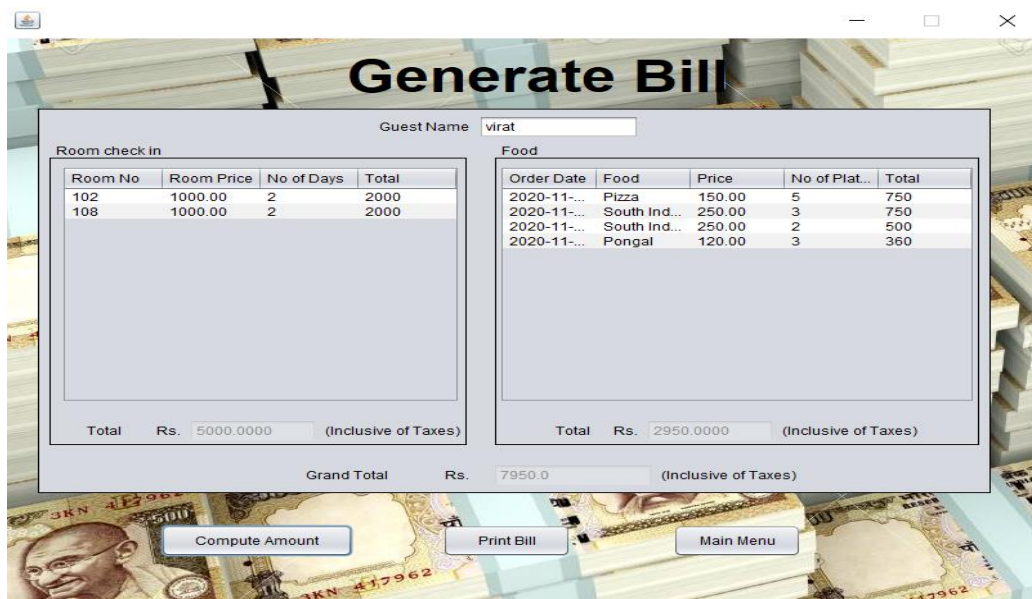 Generate Bill
Guest Name virat
Room check in
Room No Room Price No of Days Total
102 1000.00 2 2000
108 1000.00 2 2000
Total Rs. 5000.0000 (Inclusive of Taxes)
Food
Order Date Food Price No of Plat... Total
2020-11-... Pizza 150.00 5 750
2020-11-... South Ind... 250.00 3 750
2020-11-... South Ind... 250.00 2 500
2020-11-... Pongal 120.00 3 360
Total Rs. 2950.0000 (Inclusive of Taxes)
Grand Total Rs. 7950.0 (Inclusive of Taxes)
Compute Amount Print Bill Main Menu
3KN 417962
500
417962